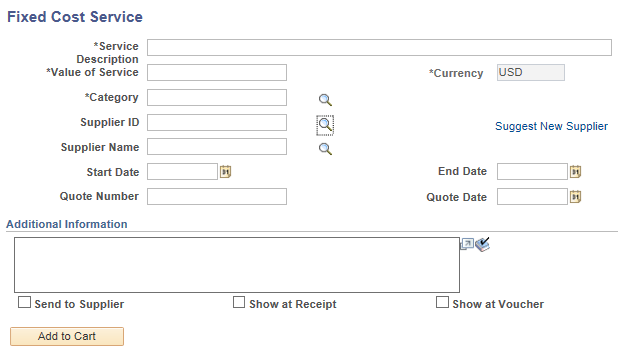 Fixed Cost Service
*Service
Description
*Value of Service
*Currency USD
*Category
Supplier ID
Suggest New Supplier
Supplier Name
Start Date
End Date
Quote Number
Quote Date
Additional Information
Send to Supplier
Show at Receipt
Show at Voucher
Add to Cart